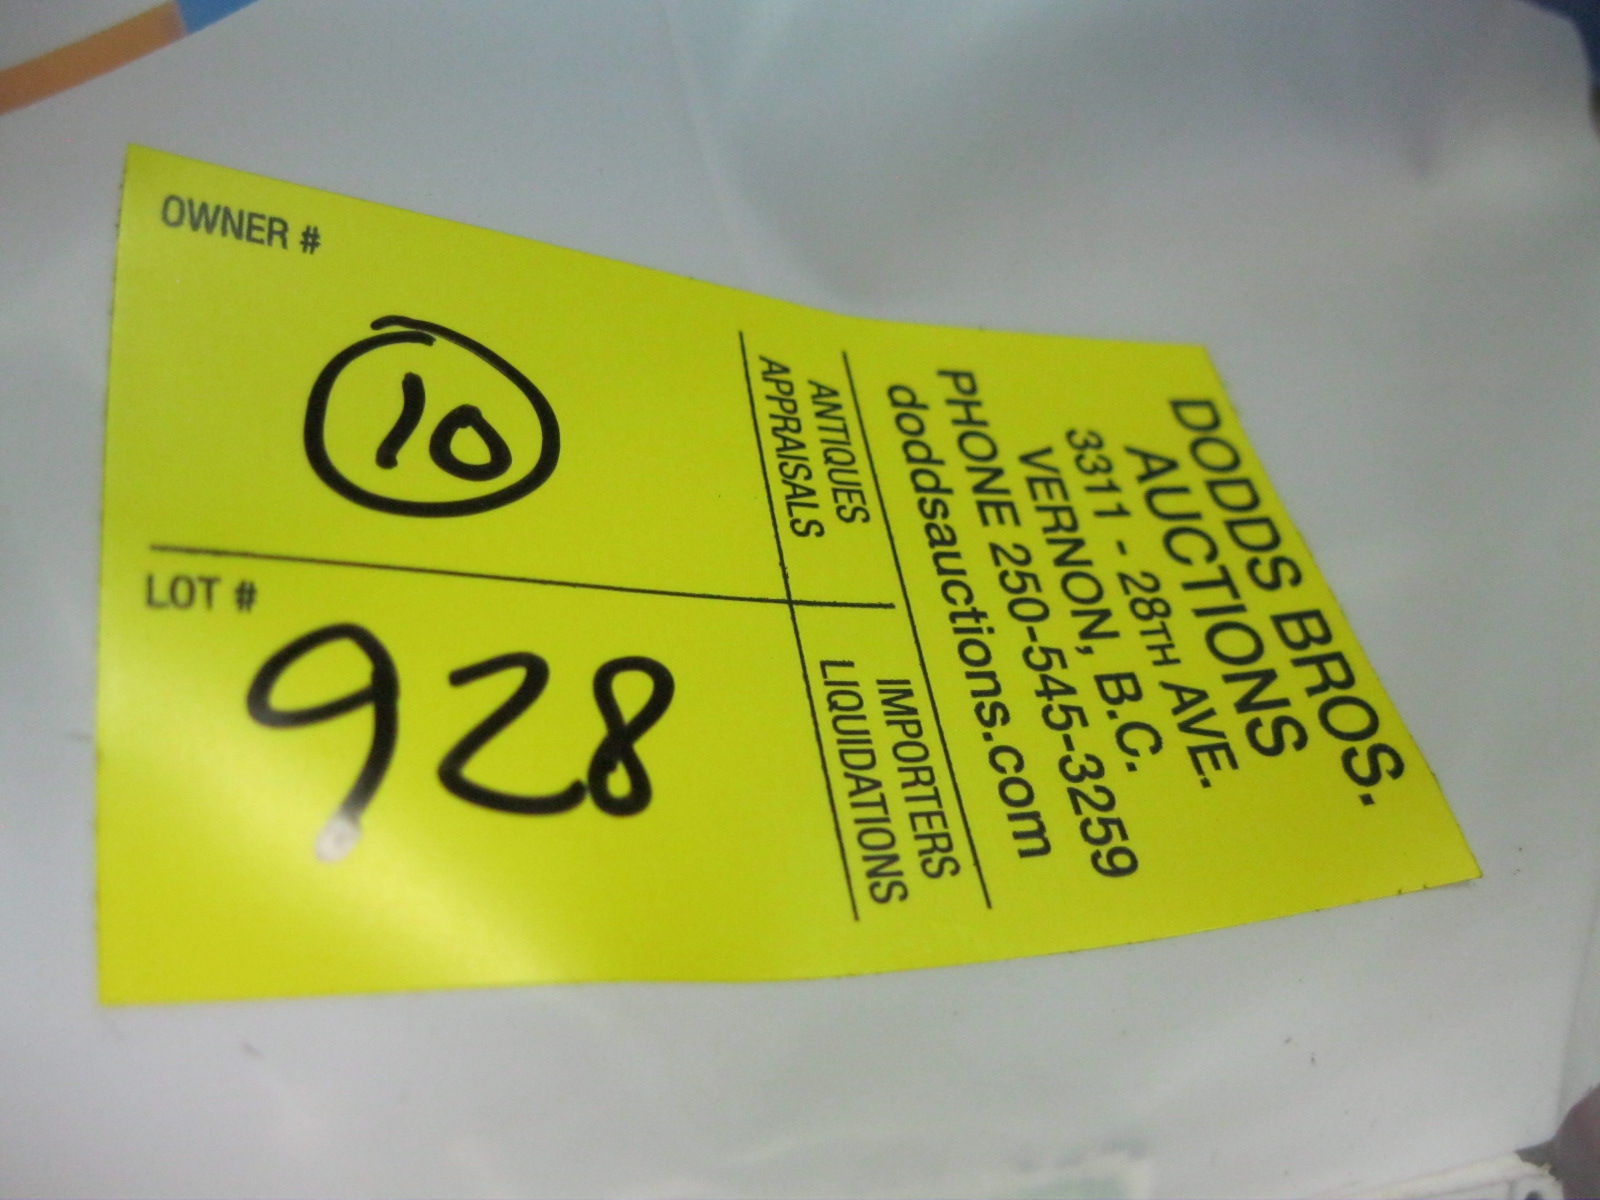 DODDS BROS.
AUCTIONS
3311 - 28TH AVE.
VERNON, B.C.
PHONE 250-545-3259
doddsauctions.com
ANTIQUES
APPRAISALS
IMPORTERS
LIQUIDATIONS
OWNER #
10
LOT #
928